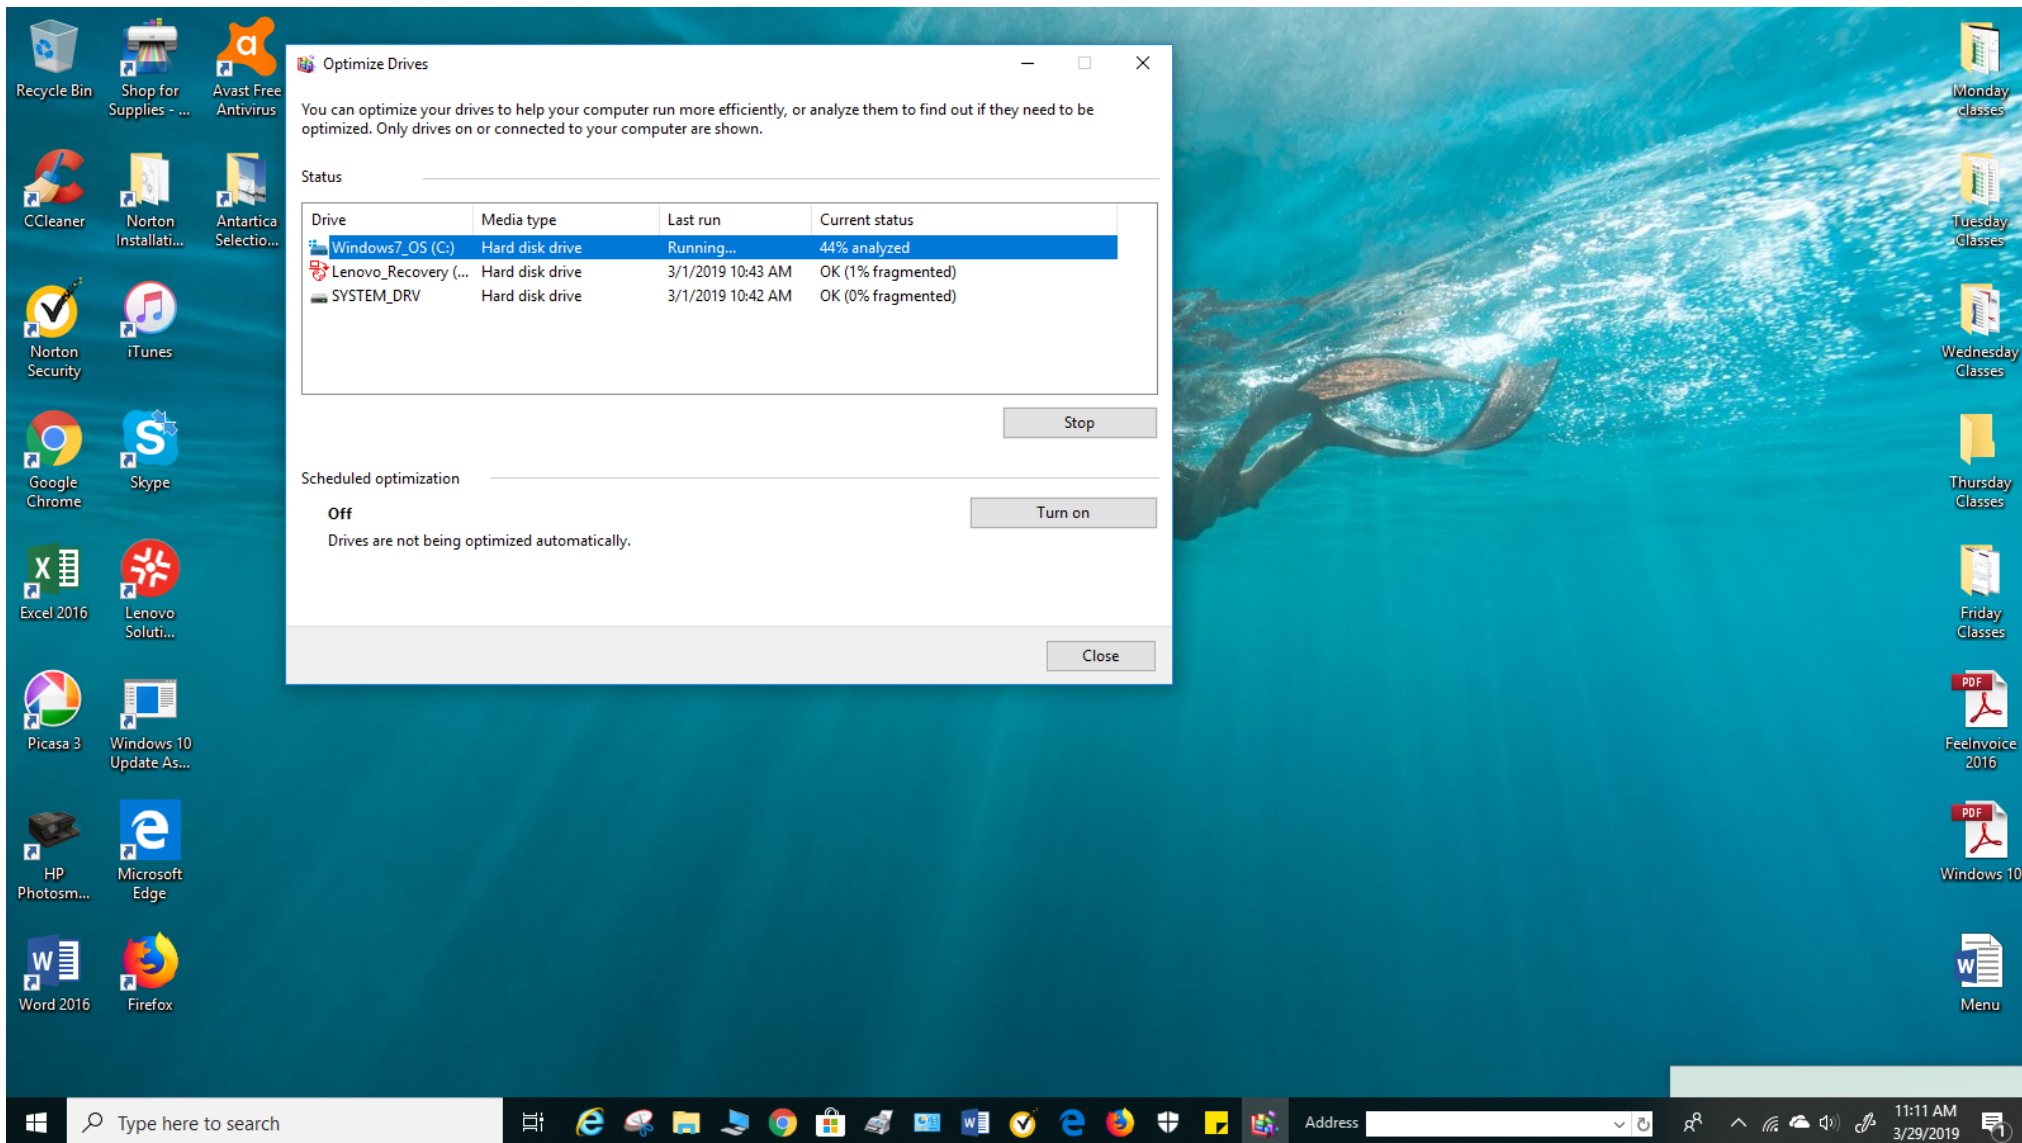 Recycle Bin
Shop for
Supplies - ...
Avast Free
Antivirus
CCleaner
Norton
Installati...
Antartica
Selectio...
Norton
Security
iTunes
Google
Chrome
Skype
Excel 2016
Lenovo
Soluti...
Picasa 3
Windows 10
Update As...
HP
Photosm...
Microsoft
Edge
Word 2016
Firefox
Optimize Drives
You can optimize your drives to help your computer run more efficiently, or analyze them to find out if they need to be
optimized. Only drives on or connected to your computer are shown.
Status
Drive Media type Last run Current status
Windows7_OS (C:) Hard disk drive Running... 44% analyzed
Lenovo_Recovery (... Hard disk drive 3/1/2019 10:43 AM OK (1% fragmented)
SYSTEM_DRV Hard disk drive 3/1/2019 10:42 AM OK (0% fragmented)
Stop
Scheduled optimization
Off
Turn on
Drives are not being optimized automatically.
Close
Monday
classes
Tuesday
Classes
Wednesday
Classes
Thursday
Classes
Friday
Classes
PDF
FeeInvoice
2016
PDF
Windows 10
Menu
Type here to search
Address
11:11 AM
3/29/2019
1